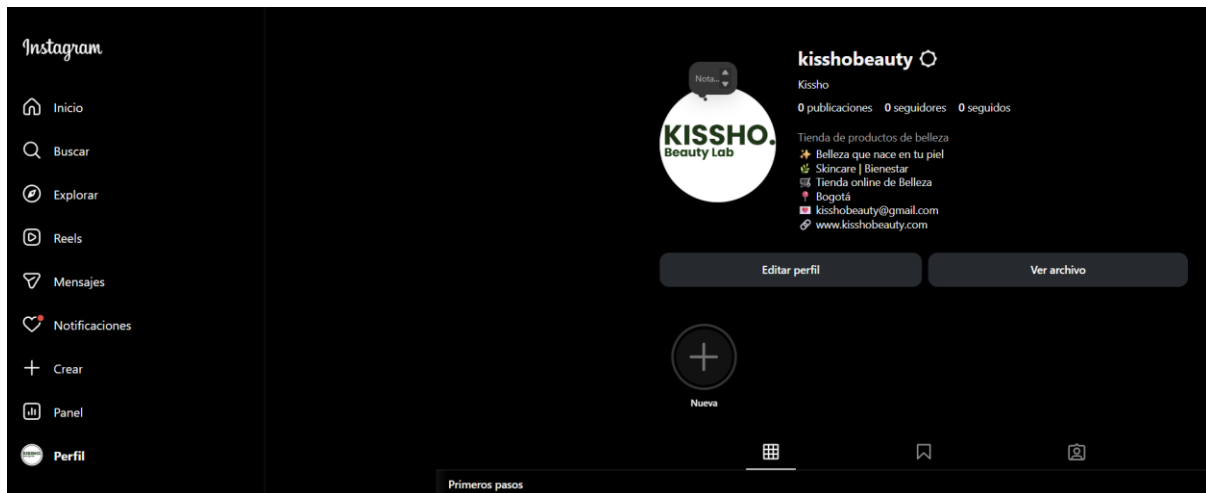 Instagram
Inicio
Buscar
Explorar
Reels
Mensajes
Notificaciones
Crear
Panel
Perfil
Nota...
KISSHO.
Beauty Lab
kisshobeauty
Kissho
0 publicaciones 0 seguidores 0 seguidos
Tienda de productos de belleza
✨ Belleza que nace en tu piel
🌿 Skincare | Bienestar
🛒 Tienda online de Belleza
📍 Bogotá
💌 kisshobeauty@gmail.com
🔗 www.kisshobeauty.com
Editar perfil Ver archivo
Nueva
Primeros pasos